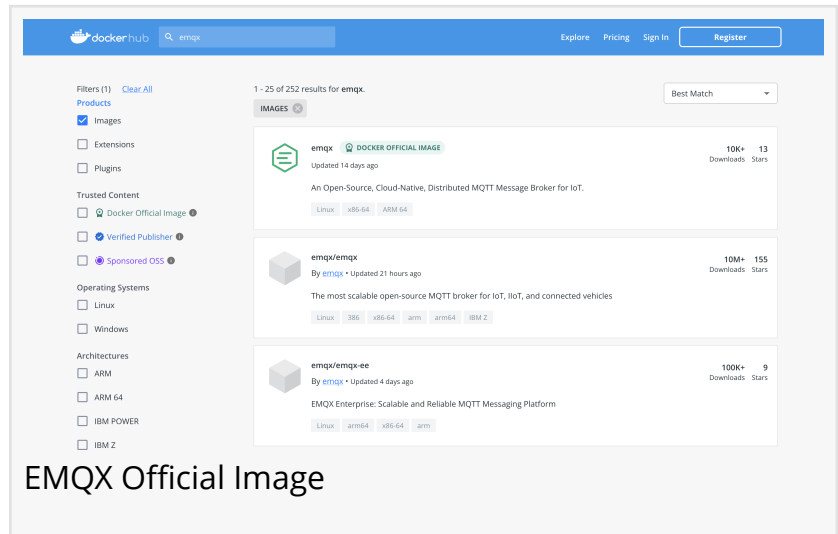 dockerhub emqx Explore Pricing Sign In Register
Filters (1) Clear All
Products
Images
Extensions
Plugins
Trusted Content
Docker Official Image
Verified Publisher
Sponsored OSS
Operating Systems
Linux
Windows
Architectures
ARM
ARM 64
IBM POWER
IBM Z
1 - 25 of 252 results for emqx.
IMAGES
Best Match
emqx DOCKER OFFICIAL IMAGE
Updated 14 days ago
An Open-Source, Cloud-Native, Distributed MQTT Message Broker for IoT.
Linux x86-64 ARM 64
10K+ 13
Downloads Stars
emqx/emqx
By emqx • Updated 21 hours ago
The most scalable open-source MQTT broker for IoT, IIoT, and connected vehicles
Linux 386 x86-64 arm arm64 IBM Z
10M+ 155
Downloads Stars
emqx/emqx-ee
By emqx • Updated 4 days ago
EMQX Enterprise: Scalable and Reliable MQTT Messaging Platform
Linux arm64 x86-64 arm
100K+ 9
Downloads Stars
EMQX Official Image